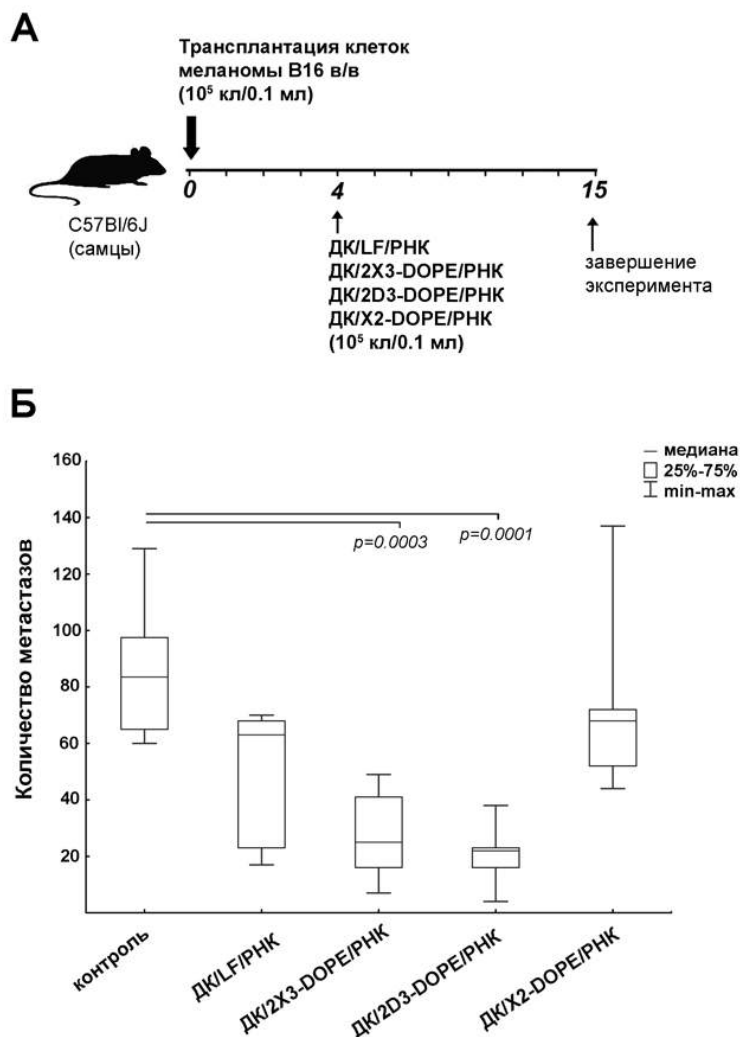 А
Трансплантация клеток
меланомы B16 в/в
(10⁵ кл/0.1 мл)
0
4
15
C57Bl/6J
(самцы)
ДК/LF/РНК
ДК/2X3-DOPE/РНК
ДК/2D3-DOPE/РНК
ДК/X2-DOPE/РНК
(10⁵ кл/0.1 мл)
завершение
эксперимента
Б
160
140
120
100
80
60
40
20
Количество метастазов
медиана
25%-75%
min-max
p=0.0003
p=0.0001
контроль
ДК/LF/РНК
ДК/2X3-DOPE/РНК
ДК/2D3-DOPE/РНК
ДК/X2-DOPE/РНК